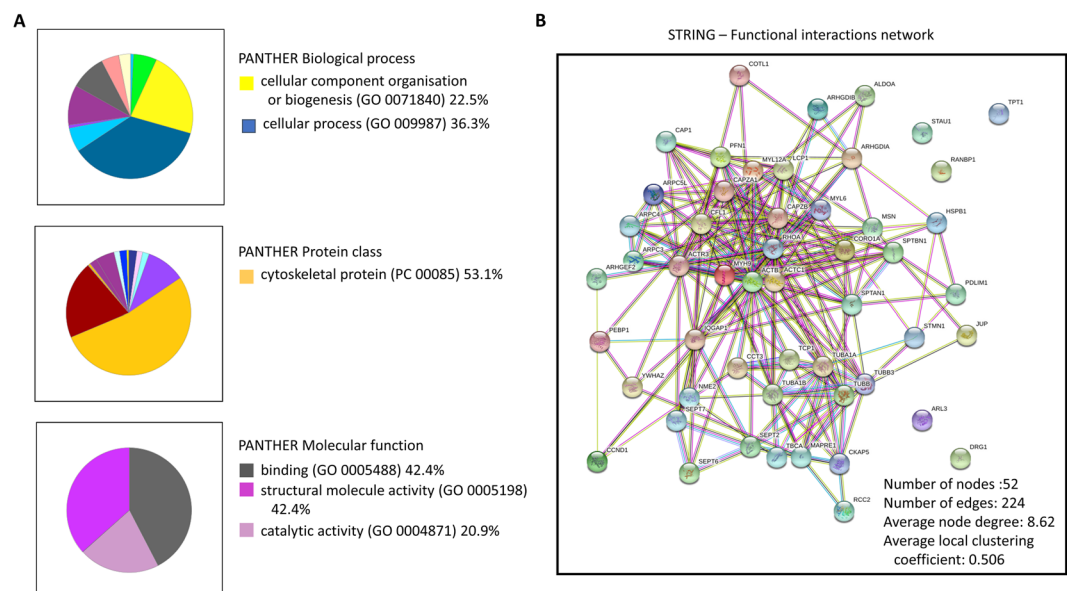 A
PANTHER Biological process
cellular component organisation
or biogenesis (GO 0071840) 22.5%
cellular process (GO 009987) 36.3%
PANTHER Protein class
cytoskeletal protein (PC 00085) 53.1%
PANTHER Molecular function
binding (GO 0005488) 42.4%
structural molecule activity (GO 0005198)
42.4%
catalytic activity (GO 0004871) 20.9%
B
STRING – Functional interactions network
COTL1
ALDOA
ARHGDIB
TPT1
STAU1
CAP1
PFN1
LCP1
MYL12A
ARHGDIA
RANBP1
ARPC5L
CAPZA1
MYL6
ARPC4
CFL1
CAPZB
MSN
HSPB1
RHOA
CORO1A
SPTBN1
ARPC3
ACTR3
ARHGEF2
MYH9
ACTB
ACTC1
PDLIM1
SPTAN1
STMN1
JUP
PEBP1
IQGAP1
TCP1
TUBA1A
CCT3
TUBB3
YWHAZ
NME2
TUBA1B
TUBB
SEPT7
ARL3
SEPT2
TBCA
MAPRE1
CKAP5
DRG1
CCND1
SEPT6
RCC2
Number of nodes :52
Number of edges: 224
Average node degree: 8.62
Average local clustering
coefficient: 0.506